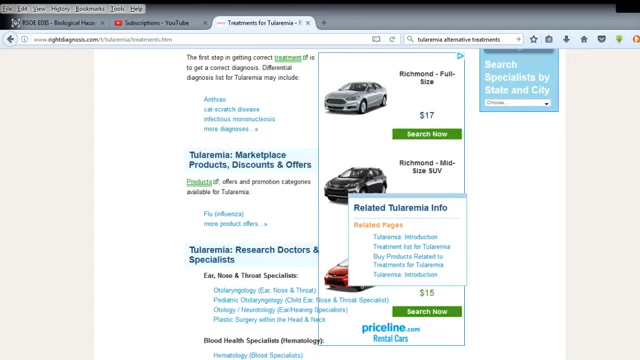 File Edit View History Bookmarks Tools Help
RSOE EDIS - Biological Hazar
Subscriptions - YouTube
Treatments for Tularemia - R
www.rightdiagnosis.com/t/tularemia/treatments.htm
tularemia alternative treatments
The first step in getting correct treatment is
to get a correct diagnosis. Differential
diagnosis list for Tularemia may include:
Anthrax
cat-scratch disease
infectious mononucleosis
more diagnoses...»
Tularemia: Marketplace
Products, Discounts & Offers
Products, offers and promotion categories
available for Tularemia:
Flu (influenza)
more product offers...»
Tularemia: Research Doctors &
Specialists
Ear, Nose & Throat Specialists:
Otolaryngology (Ear, Nose & Throat)
Pediatric Otolaryngology (Child Ear, Nose & Throat Specialist)
Otology / Neurotology (Ear/Hearing Specialists)
Plastic Surgery within the Head & Neck
Blood Health Specialists (Hematology):
Hematology (Blood Specialists)
Richmond - Full-
Size
$17
Search Now
Richmond - Mid-
Size SUV
Related Tularemia Info
Related Pages
Tularemia: Introduction
Treatment list for Tularemia
Buy Products Related to
Treatments for Tularemia
Tularemia: Introduction
$15
Search Now
priceline.com
Rental Cars
Search
Specialists by
State and City
Choose...